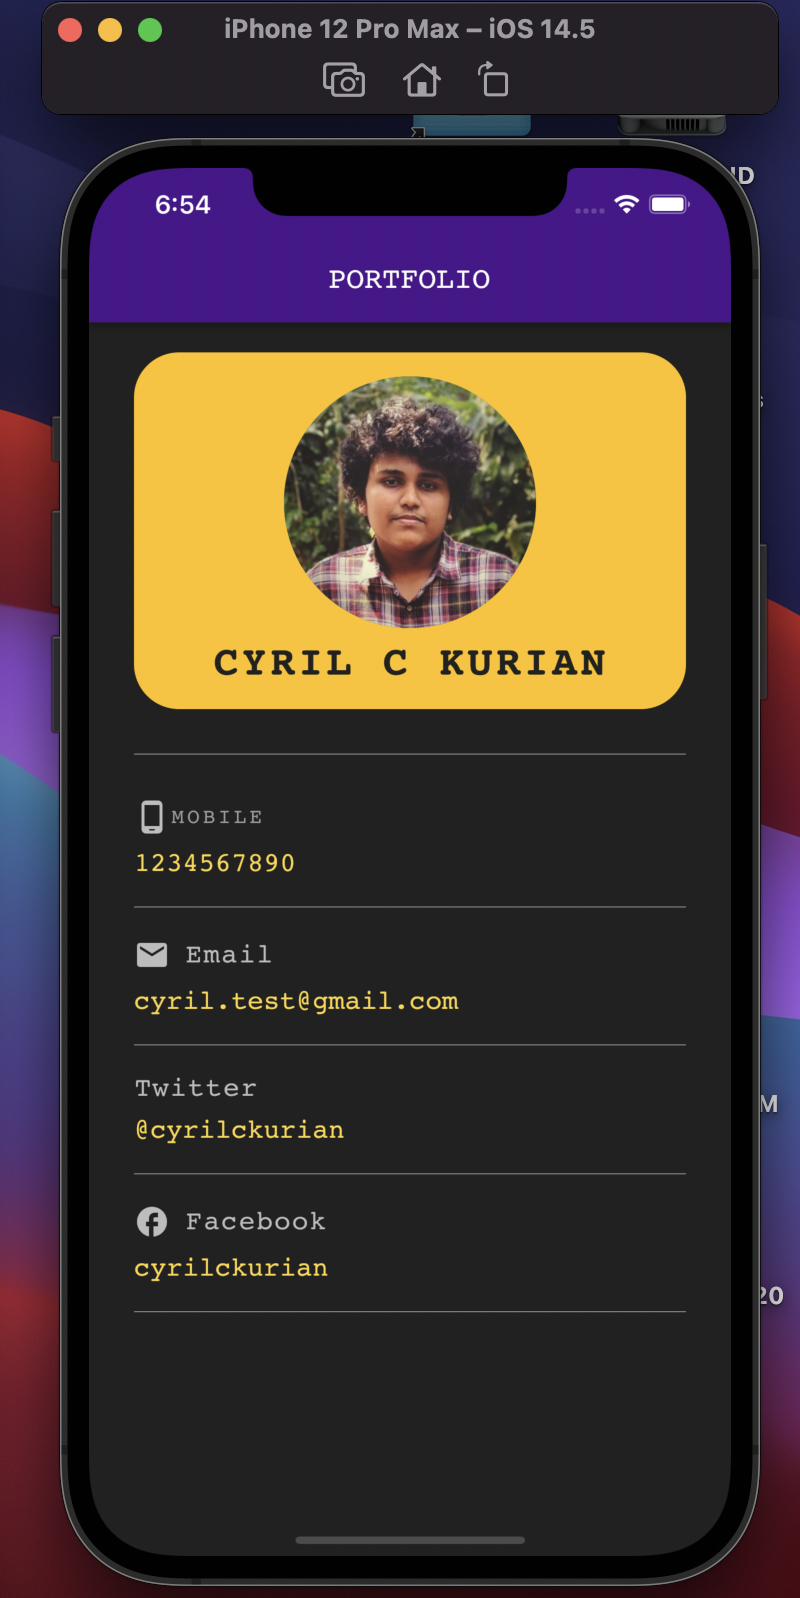 iPhone 12 Pro Max – iOS 14.5
6:54
PORTFOLIO
CYRIL C KURIAN
MOBILE
1234567890
Email
cyril.test@gmail.com
Twitter
@cyrilckurian
Facebook
cyrilckurian
M
20